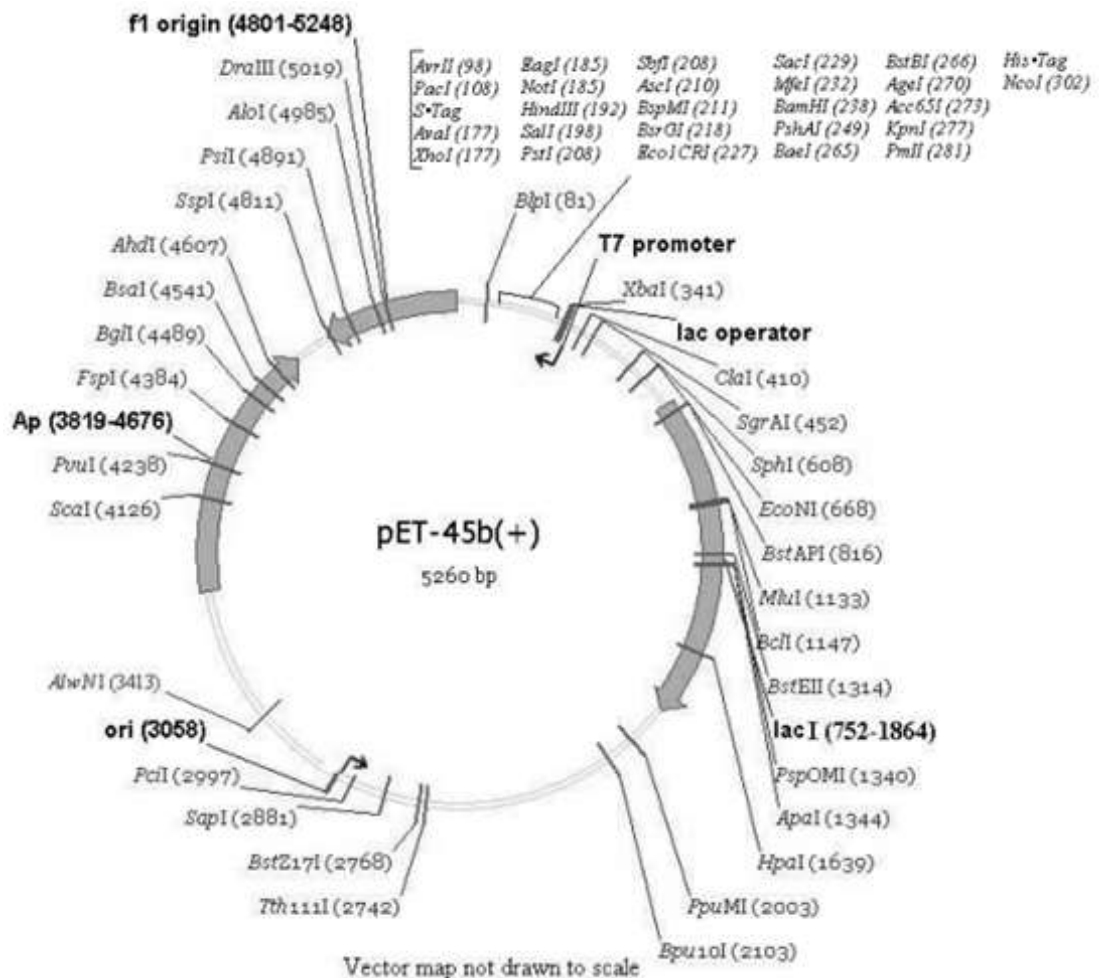 f1 origin (4801-5248)
DraIII (5019)
AloI (4985)
PsiI (4891)
SspI (4811)
AhdI (4607)
BsaI (4541)
BglI (4489)
FspI (4384)
Ap (3819-4676)
PvuI (4238)
ScaI (4126)
AlwNI (3413)
ori (3058)
PciI (2997)
SapI (2881)
BstZ17I (2768)
Tth111I (2742)
AvrII (98) EagI (185) SbfI (208) SacI (229) BstBI (266) His•Tag
PacI (108) NotI (185) AscI (210) MfeI (232) AgeI (270) NcoI (302)
S•Tag HindIII (192) BspMI (211) BamHI (238) Acc65I (273)
AvaI (177) SalI (198) BsrGI (218) PshAI (249) KpnI (277)
XhoI (177) PstI (208) Eco1CRI (227) BaeI (265) PmlI (281)
BlpI (81)
T7 promoter
XbaI (341)
lac operator
ClaI (410)
SgrAI (452)
SphI (608)
EcoNI (668)
BstAPI (816)
MluI (1133)
BclI (1147)
BstEII (1314)
lac I (752-1864)
PspOMI (1340)
ApaI (1344)
HpaI (1639)
PpuMI (2003)
Bpu10I (2103)
pET-45b(+)
5260 bp
Vector map not drawn to scale